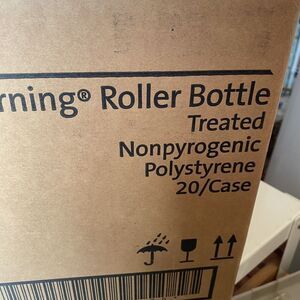 rning® Roller Bottle
Treated
Nonpyrogenic
Polystyrene
20/Case